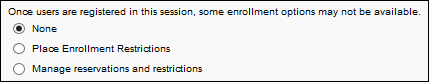 Once users are registered in this session, some enrollment options may not be available.
None
Place Enrollment Restrictions
Manage reservations and restrictions